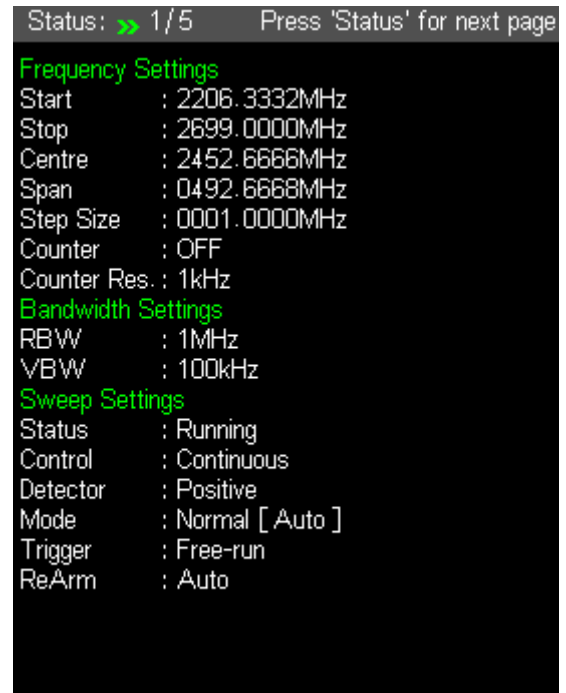 Status: » 1/5 Press 'Status' for next page
Frequency Settings
Start : 2206.3332MHz
Stop : 2699.0000MHz
Centre : 2452.6666MHz
Span : 0492.6668MHz
Step Size : 0001.0000MHz
Counter : OFF
Counter Res. : 1kHz
Bandwidth Settings
RBW : 1MHz
VBW : 100kHz
Sweep Settings
Status : Running
Control : Continuous
Detector : Positive
Mode : Normal [ Auto ]
Trigger : Free-run
ReArm : Auto